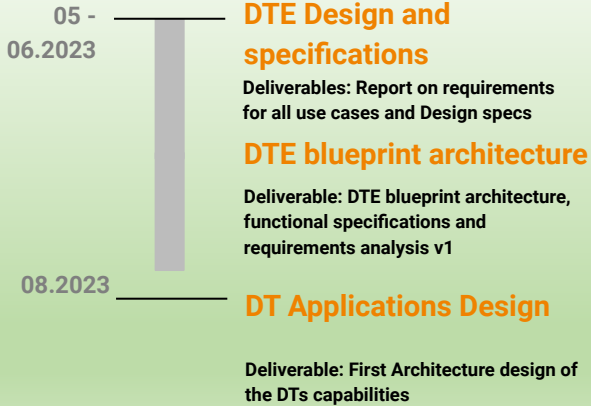 05 -
06.2023
DTE Design and
specifications
Deliverables: Report on requirements
for all use cases and Design specs
DTE blueprint architecture
Deliverable: DTE blueprint architecture,
functional specifications and
requirements analysis v1
08.2023
DT Applications Design
Deliverable: First Architecture design of
the DTs capabilities